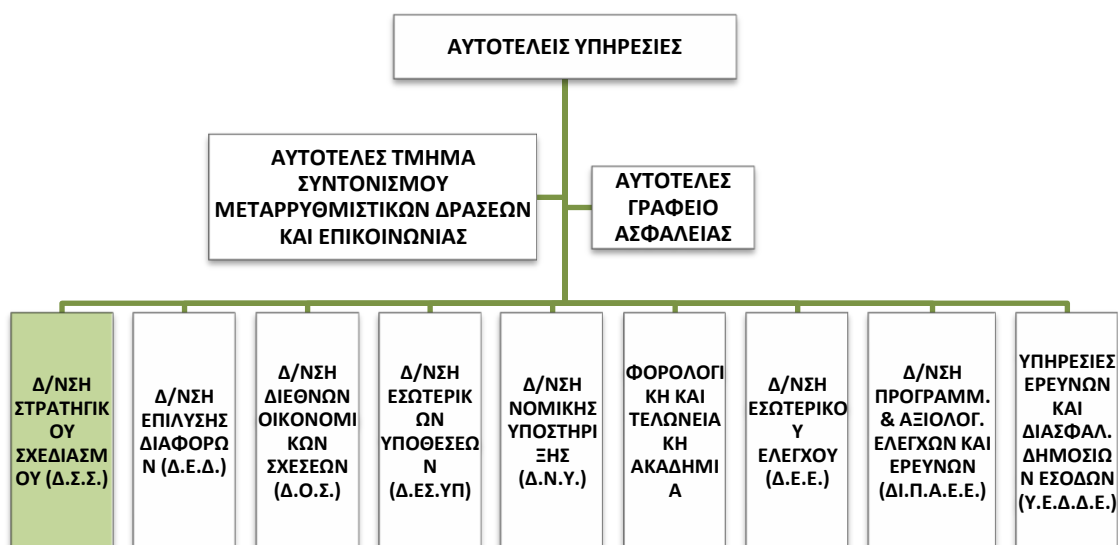 ΑΥΤΟΤΕΛΕΙΣ ΥΠΗΡΕΣΙΕΣ
ΑΥΤΟΤΕΛΕΣ ΤΜΗΜΑ
ΣΥΝΤΟΝΙΣΜΟΥ
ΜΕΤΑΡΡΥΘΜΙΣΤΙΚΩΝ ΔΡΑΣΕΩΝ
ΚΑΙ ΕΠΙΚΟΙΝΩΝΙΑΣ
ΑΥΤΟΤΕΛΕΣ
ΓΡΑΦΕΙΟ
ΑΣΦΑΛΕΙΑΣ
Δ/ΝΣΗ
ΣΤΡΑΤΗΓΙΚ
ΟΥ
ΣΧΕΔΙΑΣΜ
ΟΥ (Δ.Σ.Σ.)
Δ/ΝΣΗ
ΕΠΙΛΥΣΗΣ
ΔΙΑΦΟΡΩ
Ν (Δ.Ε.Δ.)
Δ/ΝΣΗ
ΔΙΕΘΝΩΝ
ΟΙΚΟΝΟΜΙ
ΚΩΝ
ΣΧΕΣΕΩΝ
(Δ.Ο.Σ.)
Δ/ΝΣΗ
ΕΣΩΤΕΡΙΚ
ΩΝ
ΥΠΟΘΕΣΕΩ
Ν
(Δ.ΕΣ.ΥΠ)
Δ/ΝΣΗ
ΝΟΜΙΚΗΣ
ΥΠΟΣΤΗΡΙ
ΞΗΣ
(Δ.Ν.Υ.)
ΦΟΡΟΛΟΓΙ
ΚΗ ΚΑΙ
ΤΕΛΩΝΕΙΑ
ΚΗ
ΑΚΑΔΗΜΙ
Α
Δ/ΝΣΗ
ΕΣΩΤΕΡΙΚΟ
Υ
ΕΛΕΓΧΟΥ
(Δ.Ε.Ε.)
Δ/ΝΣΗ
ΠΡΟΓΡΑΜΜ.
& ΑΞΙΟΛΟΓ.
ΕΛΕΓΧΩΝ ΚΑΙ
ΕΡΕΥΝΩΝ
(ΔΙ.Π.Α.Ε.Ε.)
ΥΠΗΡΕΣΙΕΣ
ΕΡΕΥΝΩΝ
ΚΑΙ
ΔΙΑΣΦΑΛ.
ΔΗΜΟΣΙΩ
Ν ΕΣΟΔΩΝ
(Υ.Ε.Δ.Δ.Ε.)